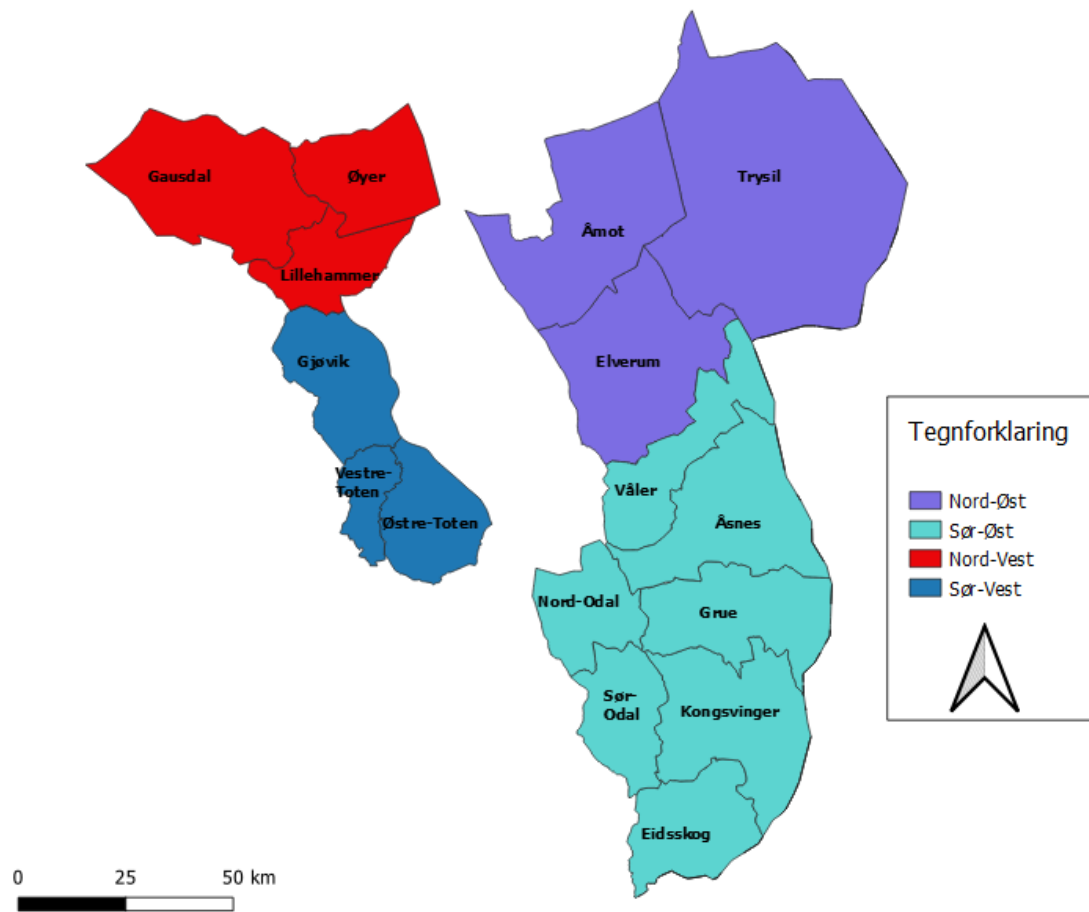 Gausdal
Øyer
Trysil
Âmot
Lillehammer
Gjøvik
Elverum
Vestre-
Toten
Østre-Toten
Våler
Åsnes
Nord-Odal
Grue
Sør-
Odal
Kongsvinger
Eidsskog
Tegnforklaring
Nord-Øst
Sør-Øst
Nord-Vest
Sør-Vest
0 25 50 km